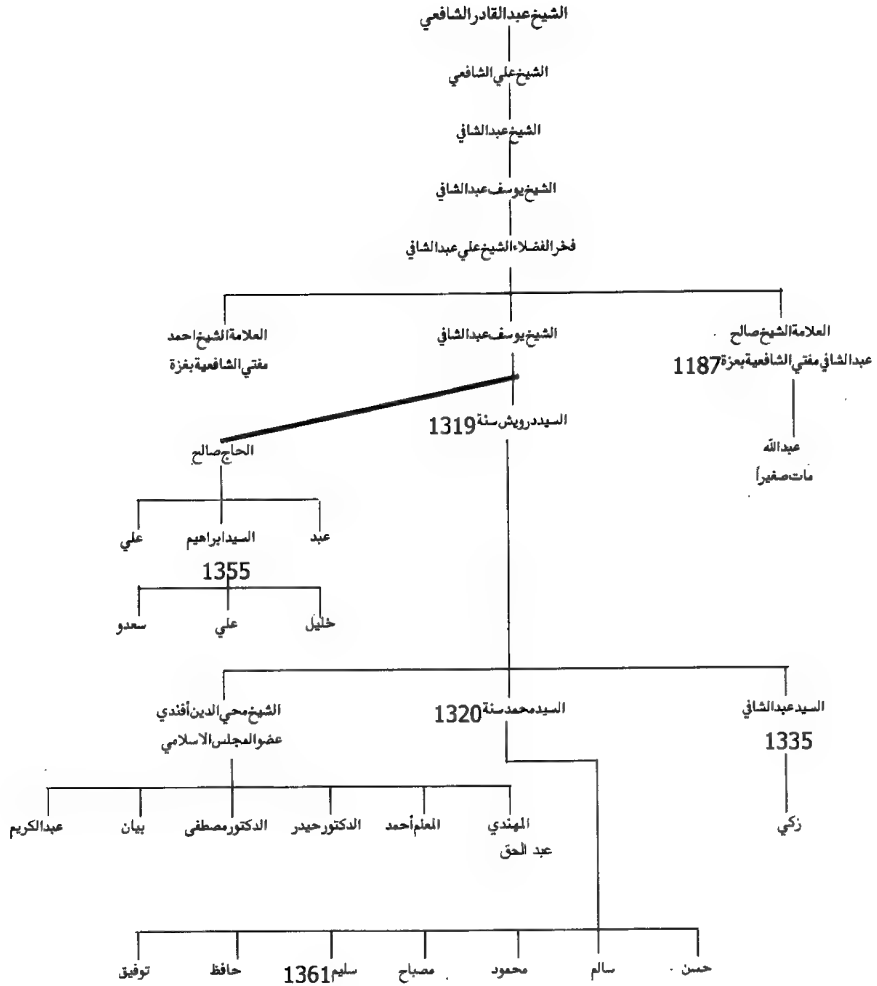 الشيخ عبدالقادر الشافعي
الشيخ علي الشافعي
الشيخ عبدالشافي
الشيخ يوسف عبدالشافي
فخر الفضلاء الشيخ علي عبدالشافي
العلامة الشيخ صالح
عبدالشافي مفتي الشافعية بعزة 1187
الشيخ يوسف عبدالشافي
العلامة الشيخ احمد
مفتي الشافعية بغزة
عبدالله
مات صغيراً
السيد درويش سنة 1319
الحاج صالح
عبد
السيد ابراهيم
1355
علي
خليل
علي
سعدو
السيد عبدالشافي
1335
السيد محمد سنة 1320
الشيخ محي الدين أفندي
عضو المجلس الاسلامي
زكي
المهندي
عبد الحق
المعلم أحمد
الدكتور حيدر
الدكتور مصطفى
بيان
عبدالكريم
حسن
سالم
محمود
مصباح
سليم 1361
حافظ
توفيق